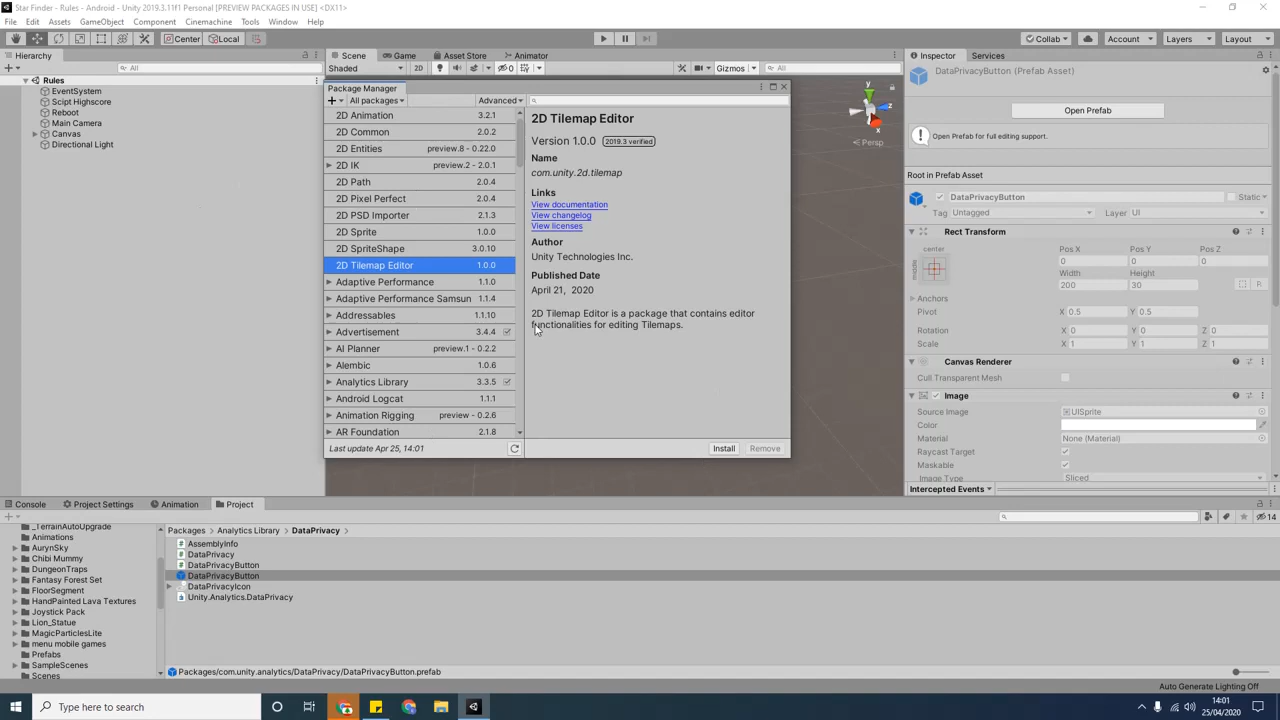 Star Finder - Rules - Android - Unity 2019.3.11f1 Personal [PREVIEW PACKAGES IN USE] <DX11>
File Edit Assets GameObject Component Cinemachine Tools Window Help
Center Local Collab Account Layers Layout
Hierarchy Scene Game Asset Store Animator Inspector Services
All Shaded 2D 0 Gizmos All
DataPrivacyButton (Prefab Asset)
Open Prefab
Open Prefab for full editing support.
Root in Prefab Asset
DataPrivacyButton Static
Tag Untagged Layer UI
Rect Transform
center Pos X Pos Y Pos Z
middle 0 0 0
Width Height
200 30 R
Anchors
Pivot X 0.5 Y 0.5
Rotation X 0 Y 0 Z 0
Scale X 1 Y 1 Z 1
Canvas Renderer
Cull Transparent Mesh
Image
Source Image UISprite
Color
Material None (Material)
Raycast Target
Maskable
Image Type Sliced
Intercepted Events
Rules
EventSystem
Scipt Highscore
Reboot
Main Camera
Canvas
Directional Light
y
z
x
Persp
Package Manager
+ All packages Advanced
2D Animation 3.2.1
2D Common 2.0.2
2D Entities preview.8 - 0.22.0
2D IK preview.2 - 2.0.1
2D Path 2.0.4
2D Pixel Perfect 2.0.4
2D PSD Importer 2.1.3
2D Sprite 1.0.0
2D SpriteShape 3.0.10
2D Tilemap Editor 1.0.0
Adaptive Performance 1.1.0
Adaptive Performance Samsun 1.1.4
Addressables 1.1.10
Advertisement 3.4.4
AI Planner preview.1 - 0.2.2
Alembic 1.0.6
Analytics Library 3.3.5
Android Logcat 1.1.1
Animation Rigging preview - 0.2.6
AR Foundation 2.1.8
Last update Apr 25, 14:01
2D Tilemap Editor
Version 1.0.0 2019.3 verified
Name
com.unity.2d.tilemap
Links
View documentation
View changelog
View licenses
Author
Unity Technologies Inc.
Published Date
April 21, 2020
2D Tilemap Editor is a package that contains editor
functionalities for editing Tilemaps.
Install Remove
Console Project Settings Animation Project
14
_TerrainAutoUpgrade
Animations
AurynSky
Chibi Mummy
DungeonTraps
Fantasy Forest Set
FloorSegment
HandPainted Lava Textures
Joystick Pack
Lion_Statue
MagicParticlesLite
menu mobile games
Prefabs
SampleScenes
Scenes
Packages > Analytics Library > DataPrivacy >
AssemblyInfo
DataPrivacy
DataPrivacyButton
DataPrivacyButton
DataPrivacyIcon
Unity.Analytics.DataPrivacy
Packages/com.unity.analytics/DataPrivacy/DataPrivacyButton.prefab
Auto Generate Lighting Off
Type here to search
14:01
25/04/2020